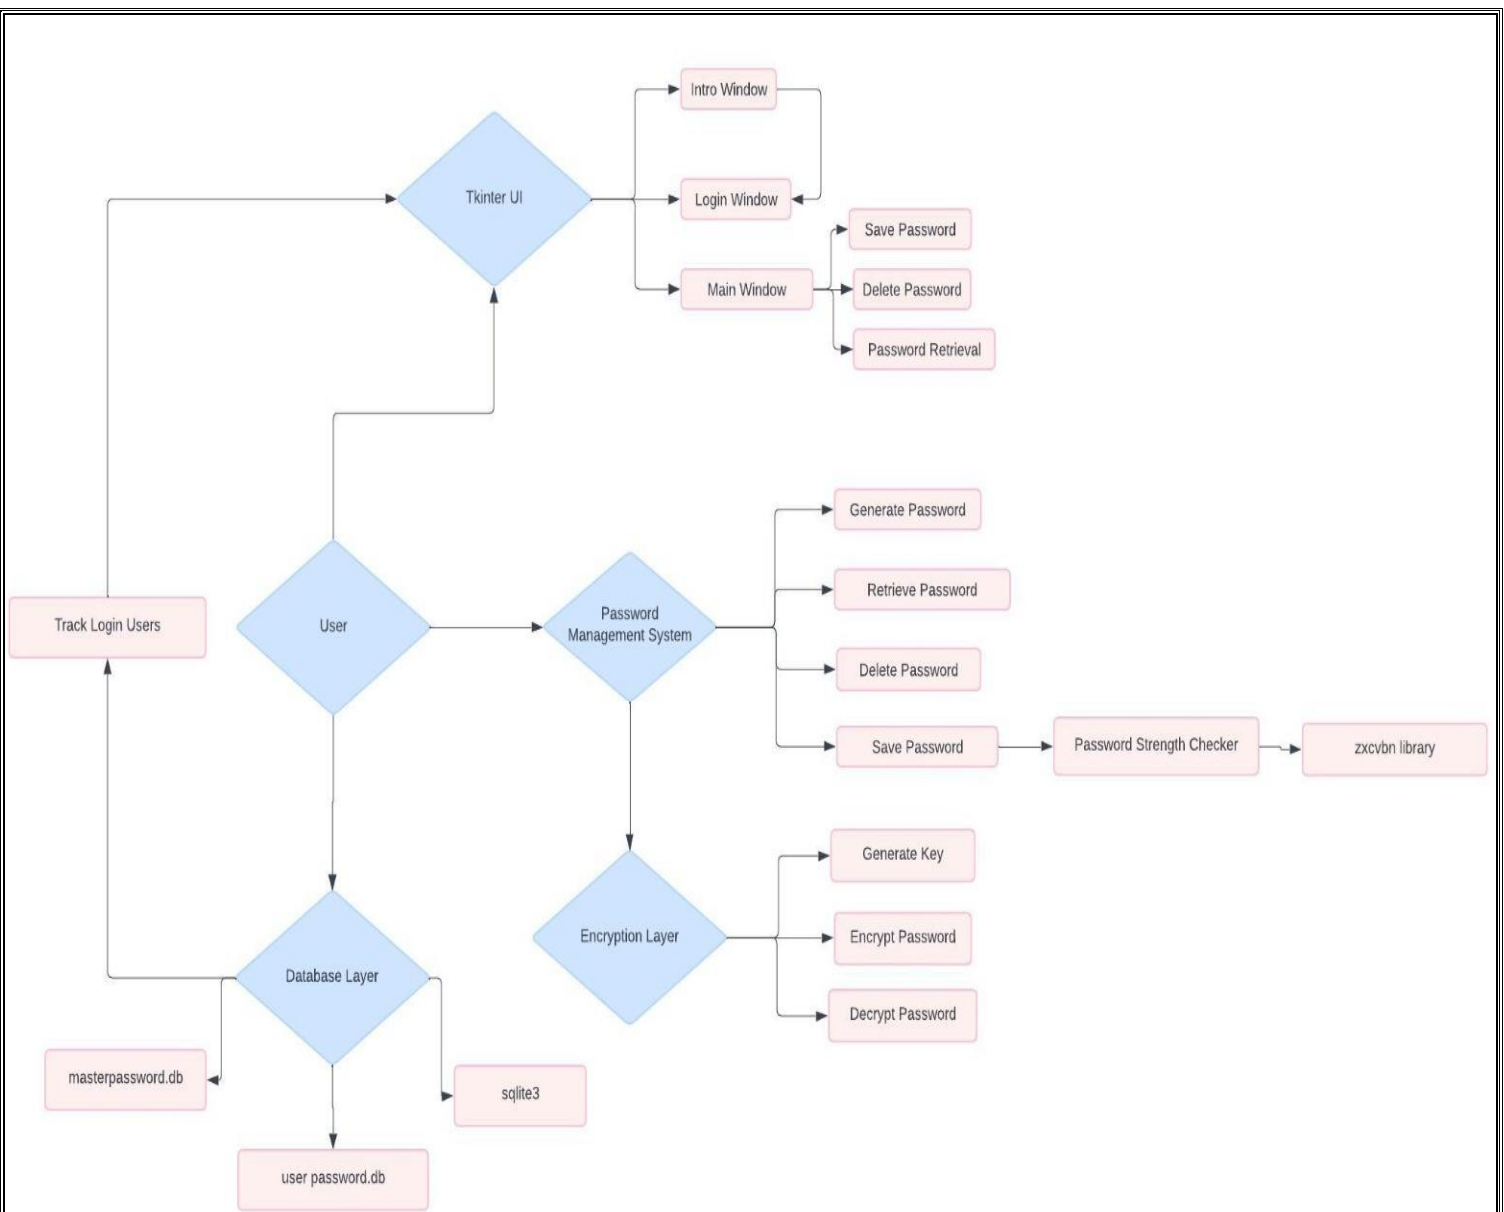 Intro Window
Tkinter UI
Login Window
Save Password
Main Window
Delete Password
Password Retrieval
Generate Password
Retrieve Password
Track Login Users
User
Password
Management System
Delete Password
Save Password
Password Strength Checker
zxcvbn library
Generate Key
Encryption Layer
Encrypt Password
Database Layer
Decrypt Password
masterpassword.db
sqlite3
user password.db